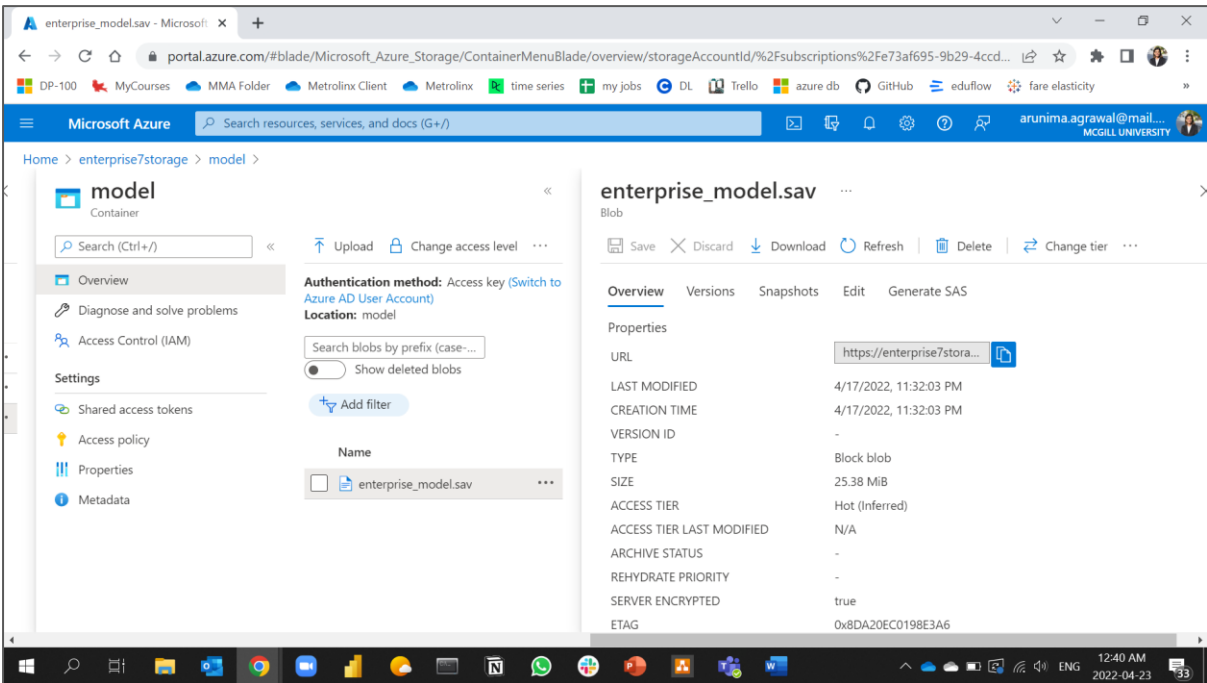 enterprise_model.sav - Microsoft
portal.azure.com/#blade/Microsoft_Azure_Storage/ContainerMenuBlade/overview/storageAccountId/%2Fsubscriptions%2Fe73af695-9b29-4ccd...
DP-100 MyCourses MMA Folder Metrolinx Client Metrolinx time series my jobs DL Trello azure db GitHub eduflow fare elasticity »
Microsoft Azure Search resources, services, and docs (G+/) arunima.agrawal@mail....
MCGILL UNIVERSITY
Home > enterprise7storage > model >
model
Container
Search (Ctrl+/)
Overview
Diagnose and solve problems
Access Control (IAM)
Settings
Shared access tokens
Access policy
Properties
Metadata
Upload Change access level ...
Authentication method: Access key (Switch to
Azure AD User Account)
Location: model
Search blobs by prefix (case-...
Show deleted blobs
Add filter
Name
enterprise_model.sav ...
enterprise_model.sav ...
Blob
Save Discard Download Refresh Delete Change tier ...
Overview Versions Snapshots Edit Generate SAS
Properties
URL https://enterprise7stora...
LAST MODIFIED 4/17/2022, 11:32:03 PM
CREATION TIME 4/17/2022, 11:32:03 PM
VERSION ID -
TYPE Block blob
SIZE 25.38 MiB
ACCESS TIER Hot (Inferred)
ACCESS TIER LAST MODIFIED N/A
ARCHIVE STATUS -
REHYDRATE PRIORITY -
SERVER ENCRYPTED true
ETAG 0x8DA20EC0198E3A6
ENG 12:40 AM
2022-04-23
33